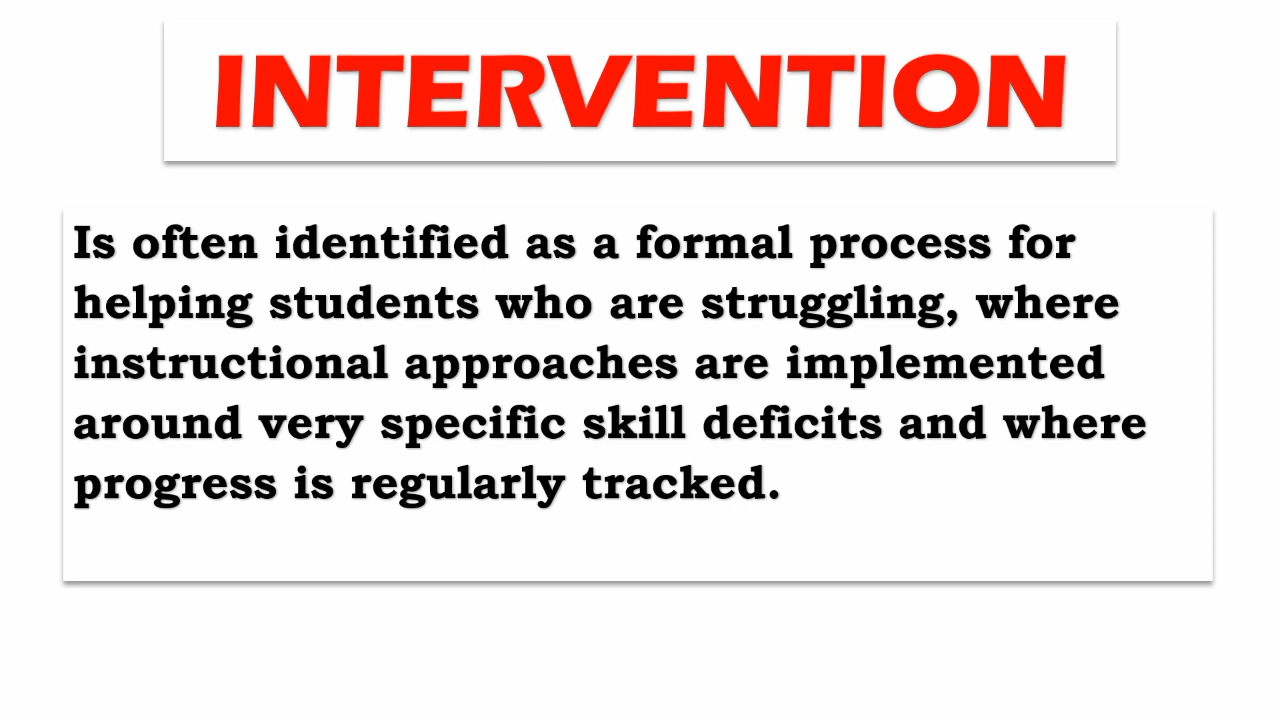 INTERVENTION
Is often identified as a formal process for
helping students who are struggling, where
instructional approaches are implemented
around very specific skill deficits and where
progress is regularly tracked.